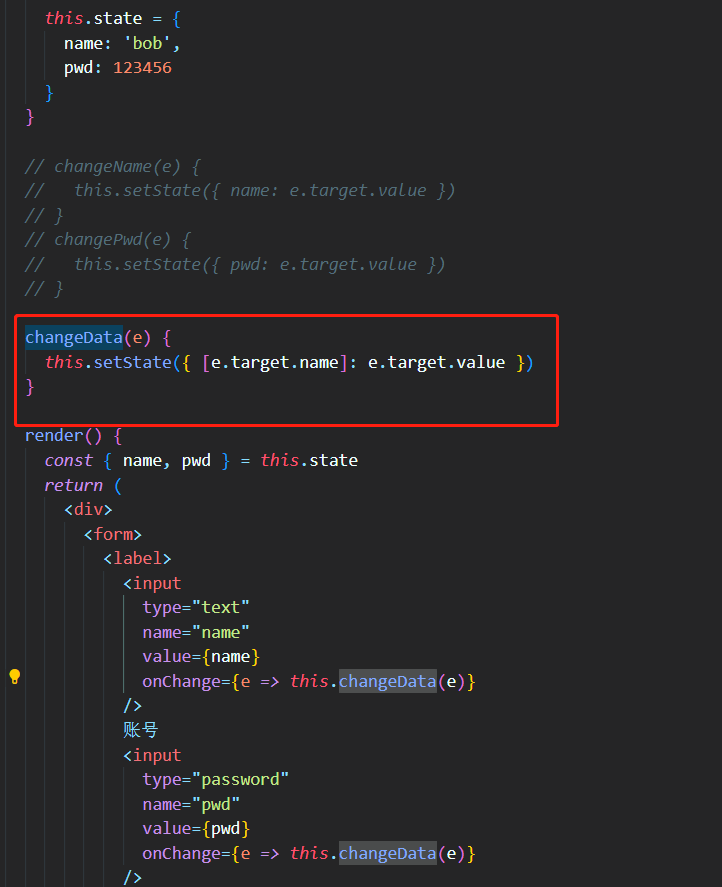 this.state = {
name: 'bob',
pwd: 123456
}
}
// changeName(e) {
//   this.setState({ name: e.target.value })
// }
// changePwd(e) {
//   this.setState({ pwd: e.target.value })
// }
changeData(e) {
this.setState({ [e.target.name]: e.target.value })
}
render() {
const { name, pwd } = this.state
return (
<div>
<form>
<label>
<input
type="text"
name="name"
value={name}
onChange={e => this.changeData(e)}
/>
账号
<input
type="password"
name="pwd"
value={pwd}
onChange={e => this.changeData(e)}
/>